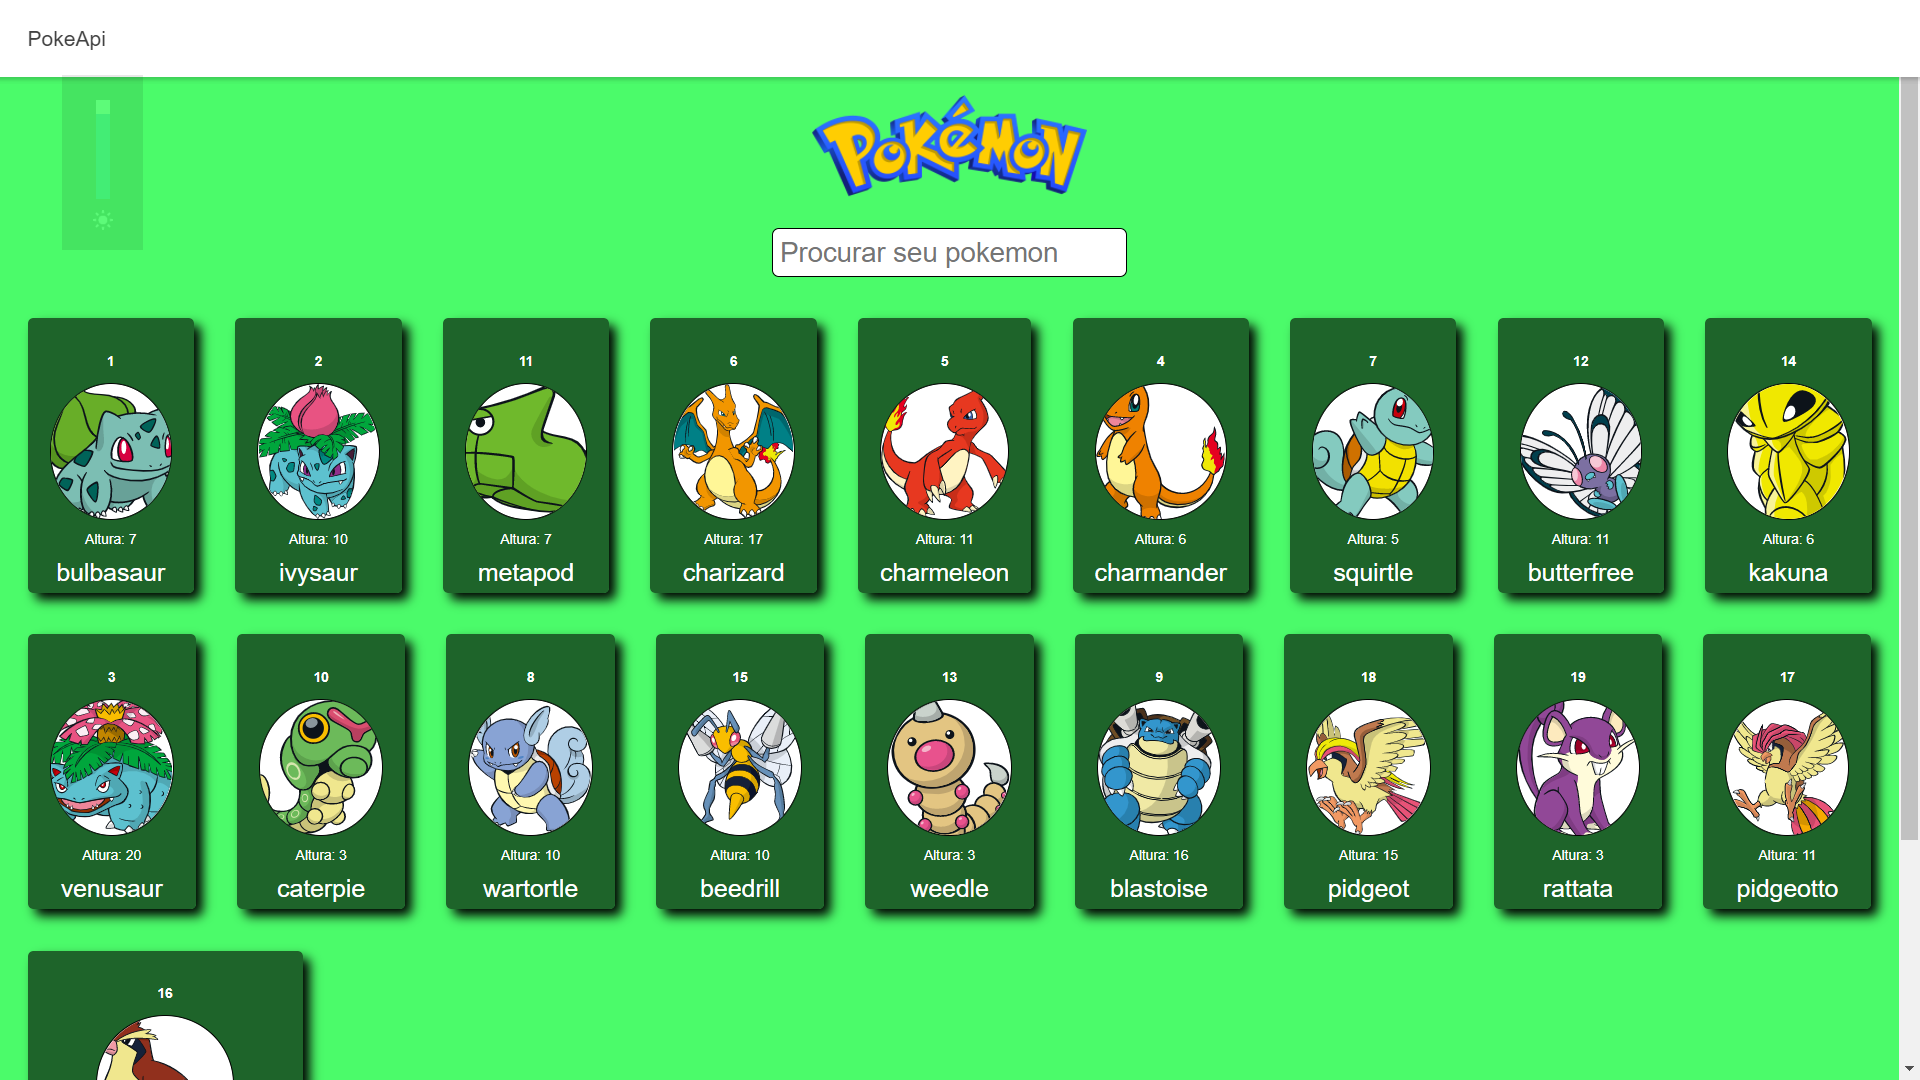 PokeApi
Pokémon
Procurar seu pokemon
1
Altura: 7
bulbasaur
2
Altura: 10
ivysaur
11
Altura: 7
metapod
6
Altura: 17
charizard
5
Altura: 11
charmeleon
4
Altura: 6
charmander
7
Altura: 5
squirtle
12
Altura: 11
butterfree
14
Altura: 6
kakuna
3
Altura: 20
venusaur
10
Altura: 3
caterpie
8
Altura: 10
wartortle
15
Altura: 10
beedrill
13
Altura: 3
weedle
9
Altura: 16
blastoise
18
Altura: 15
pidgeot
19
Altura: 3
rattata
17
Altura: 11
pidgeotto
16